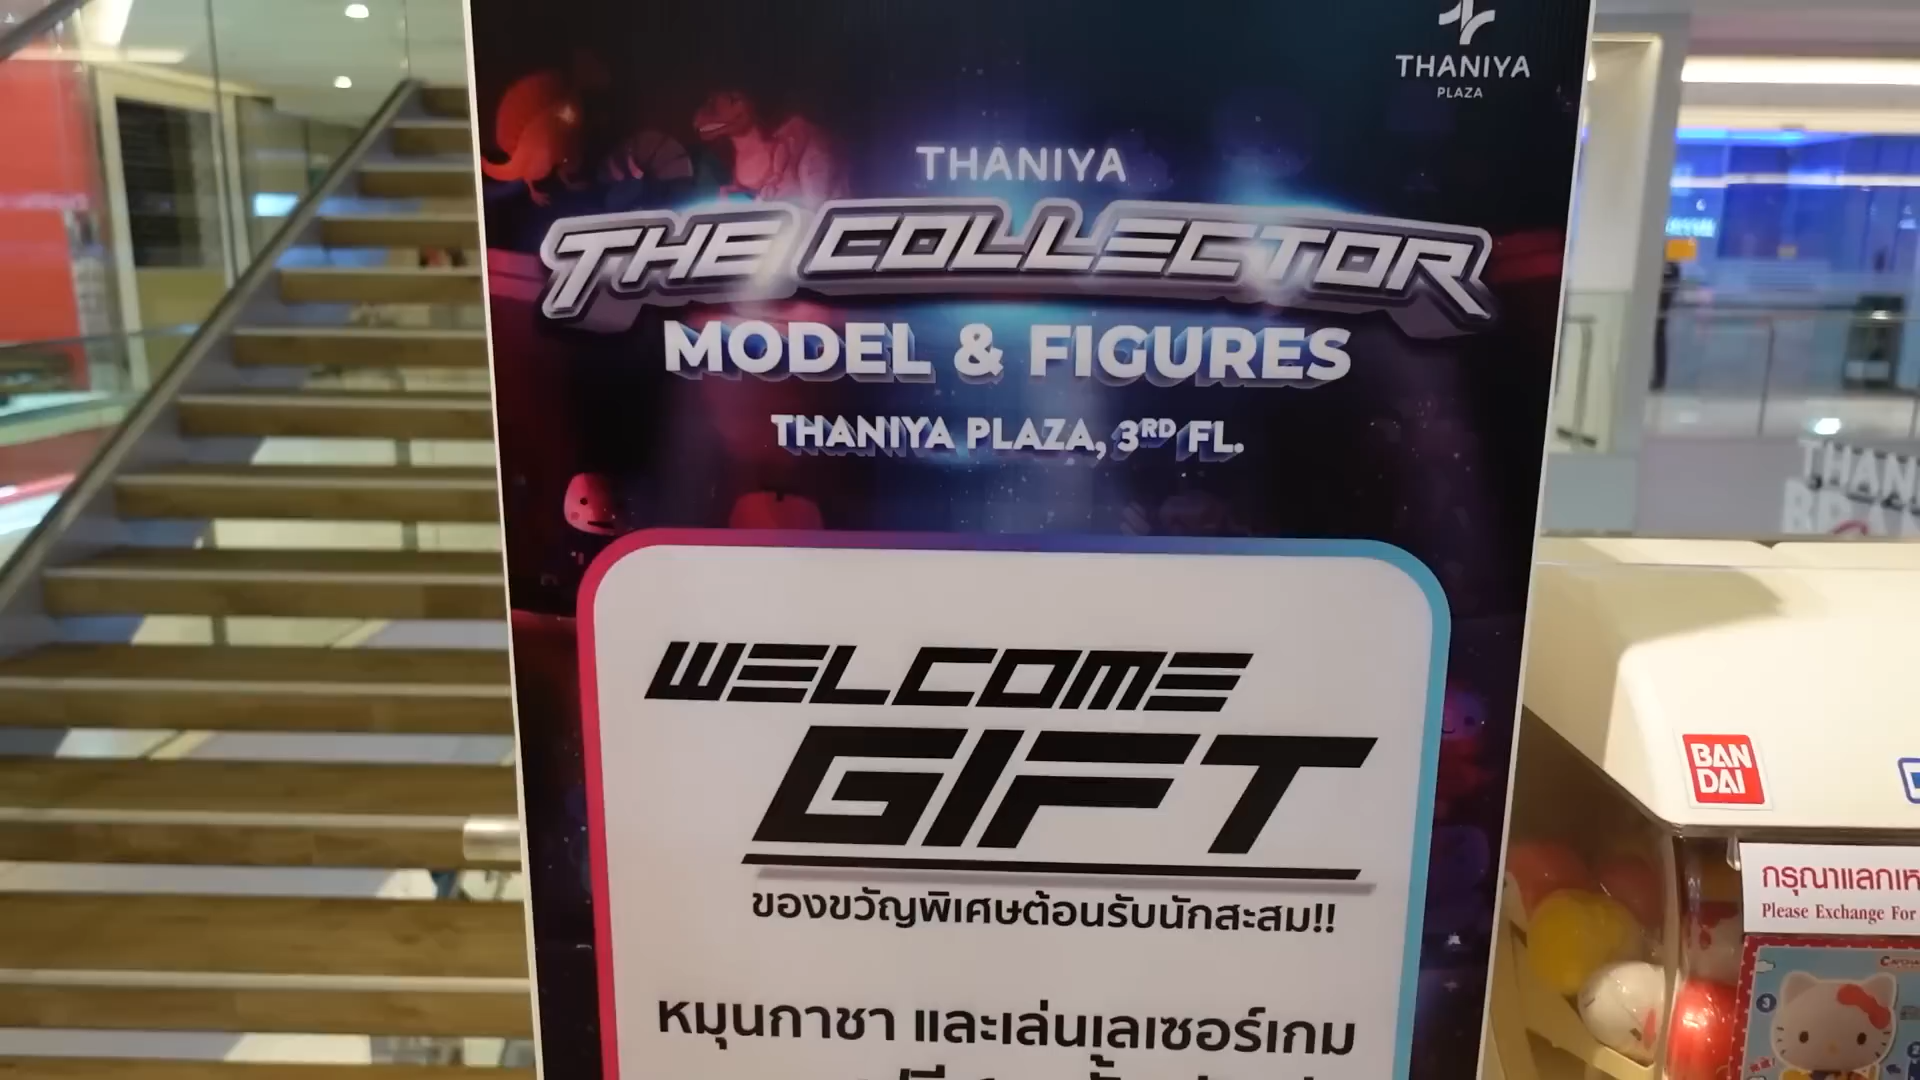 THANIYA
PLAZA
THANIYA
THE COLLECTOR
MODEL & FIGURES
THANIYA PLAZA, 3RD FL.
WELCOME
GIFT
ของขวัญพิเศษต้อนรับนักสะสม!!
หมุนกาชา และเล่นเลเซอร์เกม
BAN
DAI
กรุณาแลกเห
Please Exchange For